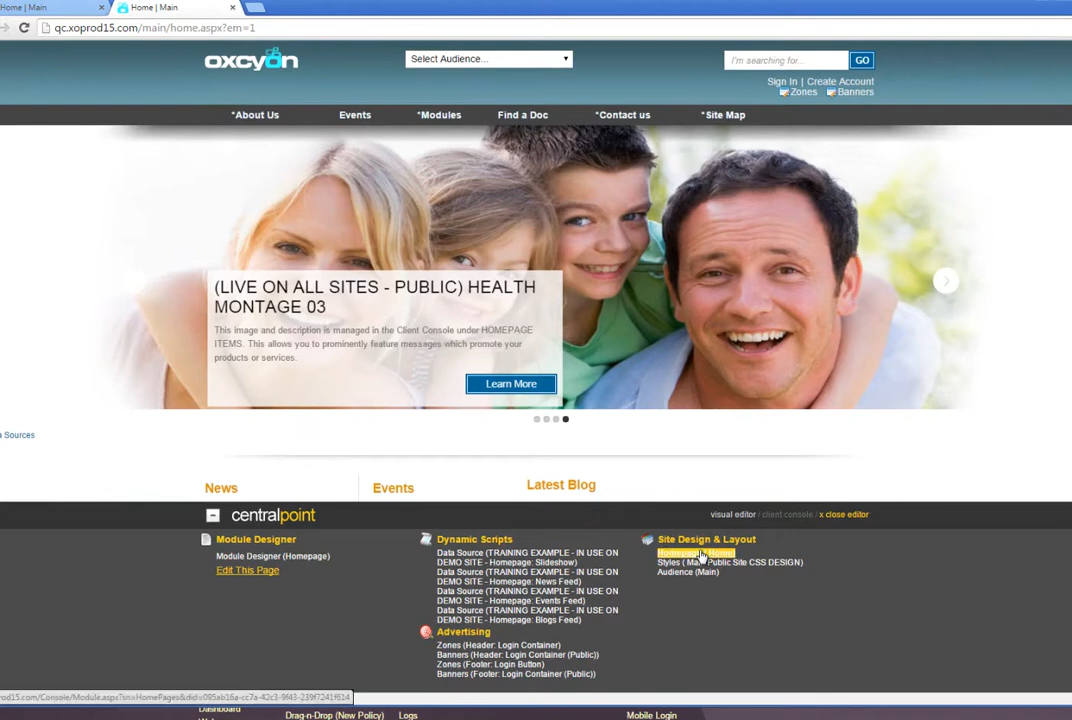 Home | Main
Home | Main
qc.xoprod15.com/main/home.aspx?em=1
oxcyon
Select Audience...
I'm searching for...
GO
Sign In | Create Account
Zones
Banners
*About Us
Events
*Modules
Find a Doc
*Contact us
*Site Map
(LIVE ON ALL SITES - PUBLIC) HEALTH
MONTAGE 03
This image and description is managed in the Client Console under HOMEPAGE
ITEMS. This allows you to prominently feature messages which promote your
products or services.
Learn More
Sources
News
Events
Latest Blog
centralpoint
visual editor / client console / x close editor
Module Designer
Module Designer (Homepage)
Edit This Page
Dynamic Scripts
Data Source (TRAINING EXAMPLE - IN USE ON
DEMO SITE - Homepage: Slideshow)
Data Source (TRAINING EXAMPLE - IN USE ON
DEMO SITE - Homepage: News Feed)
Data Source (TRAINING EXAMPLE - IN USE ON
DEMO SITE - Homepage: Events Feed)
Data Source (TRAINING EXAMPLE - IN USE ON
DEMO SITE - Homepage: Blogs Feed)
Advertising
Zones (Header: Login Container)
Banners (Header: Login Container (Public))
Zones (Footer: Login Button)
Banners (Footer: Login Container (Public))
Site Design & Layout
Styles ( Public Site CSS DESIGN)
Audience (Main)
Dashboard
Drag-n-Drop (New Policy)
Logs
Mobile Login